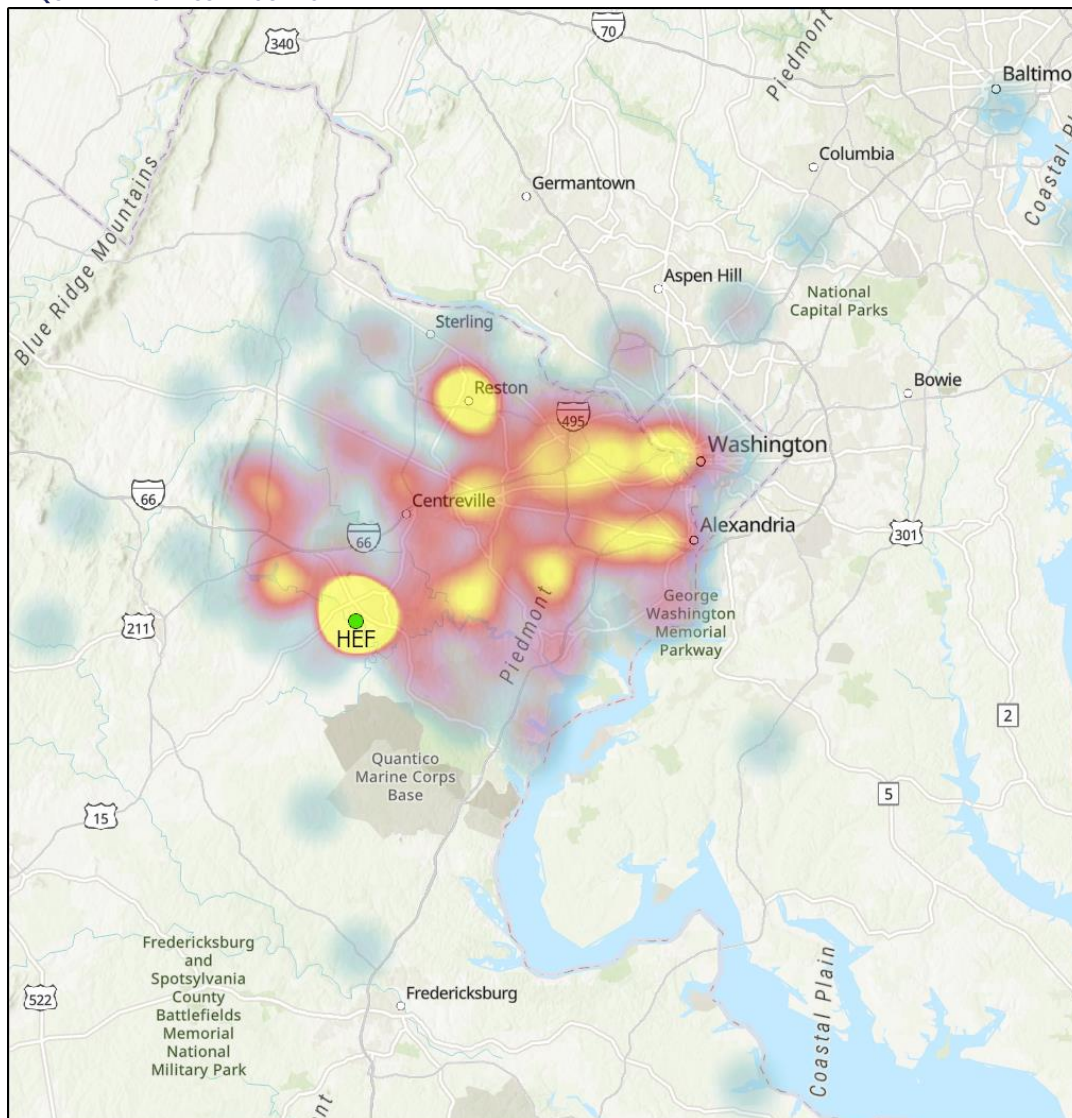 70
340
Piedmont
Baltimo
Columbia
Coastal Pl
Germantown
Blue Ridge Mountains
Aspen Hill
National
Capital Parks
Sterling
Reston
Bowie
495
Washington
66
Centreville
66
Alexandria
301
211
HEF
Piedmont
George
Washington
Memorial
Parkway
2
Quantico
Marine Corps
Base
5
15
Fredericksburg
and
Spotsylvania
County
Battlefields
Memorial
National
Military Park
522
Fredericksburg
Coastal Plain
nt